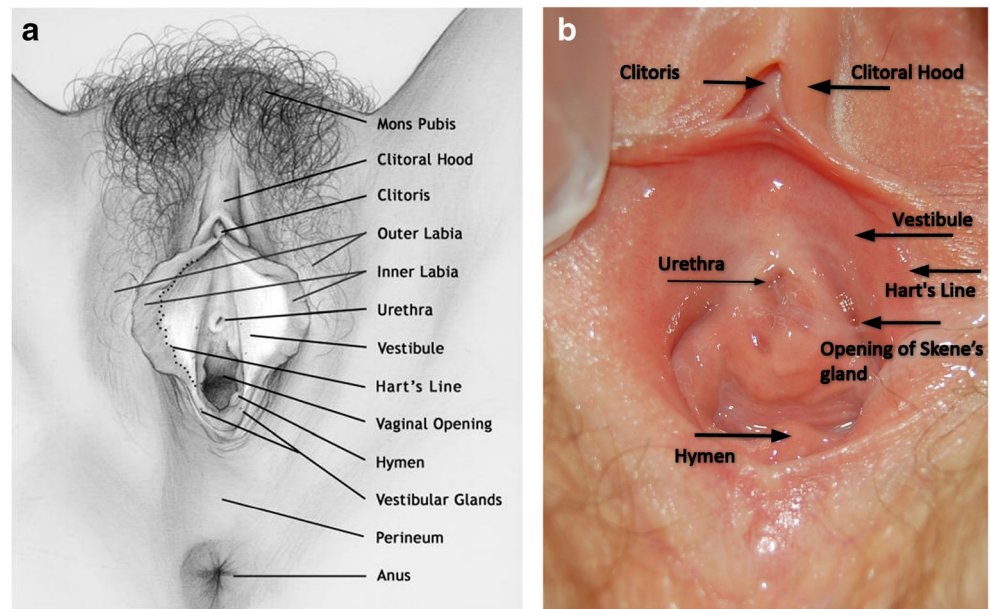 a
Mons Pubis
Clitoral Hood
Clitoris
Outer Labia
Inner Labia
Urethra
Vestibule
Hart's Line
Vaginal Opening
Hymen
Vestibular Glands
Perineum
Anus
b
Clitoris
Clitoral Hood
Vestibule
Urethra
Hart's Line
Opening of Skene's
gland
Hymen